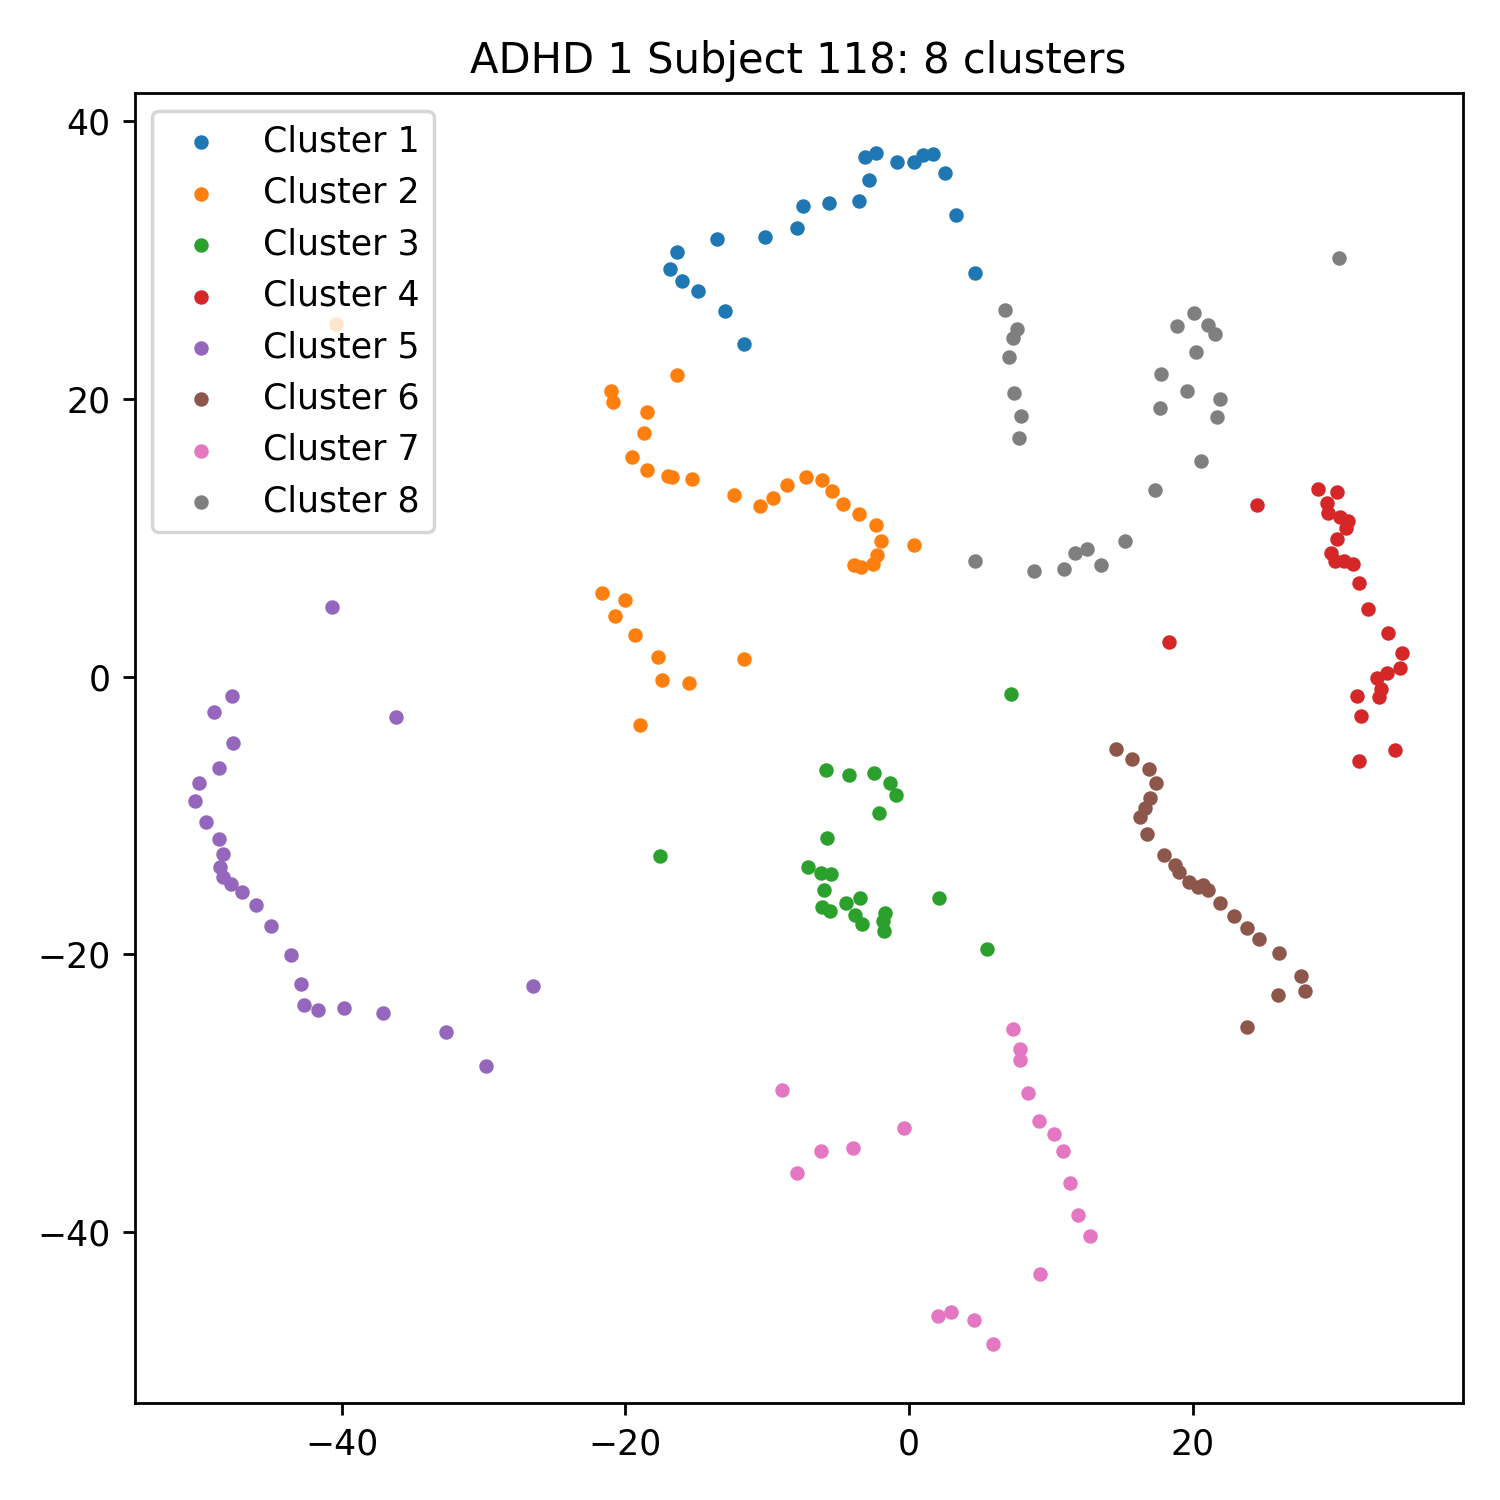 ADHD 1 Subject 118: 8 clusters
40
20
0
−20
−40
Cluster 1
Cluster 2
Cluster 3
Cluster 4
Cluster 5
Cluster 6
Cluster 7
Cluster 8
−40
−20
0
20